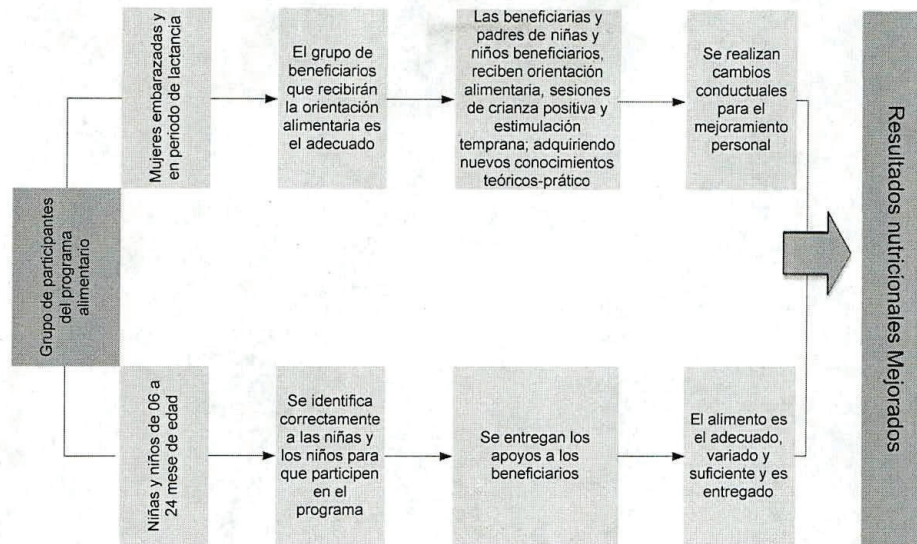 Grupo de participantes
del programa
alimentario
Mujeres embarazadas y
en periodo de lactancia
El grupo de
beneficiarios
que recibirán
la orientación
alimentaria es
el adecuado
Las beneficiarias y
padres de niñas y
niños beneficiarios,
reciben orientación
alimentaria, sesiones
de crianza positiva y
estimulación
temprana; adquiriendo
nuevos conocimientos
teóricos-prático
Se realizan
cambios
conductuales
para el
mejoramiento
personal
Niñas y niños de 06 a
24 mese de edad
Se identifica
correctamente
a las niñas y
los niños para
que participen
en el
programa
Se entregan los
apoyos a los
beneficiarios
El alimento es
el adecuado,
variado y
suficiente y es
entregado
Resultados nutricionales Mejorados